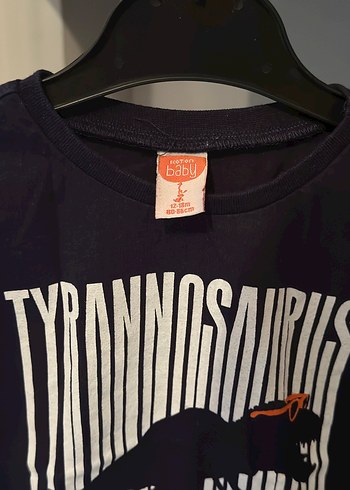 KOTON
baby
12-18m
80-86cm
TYRANNOSAURUS